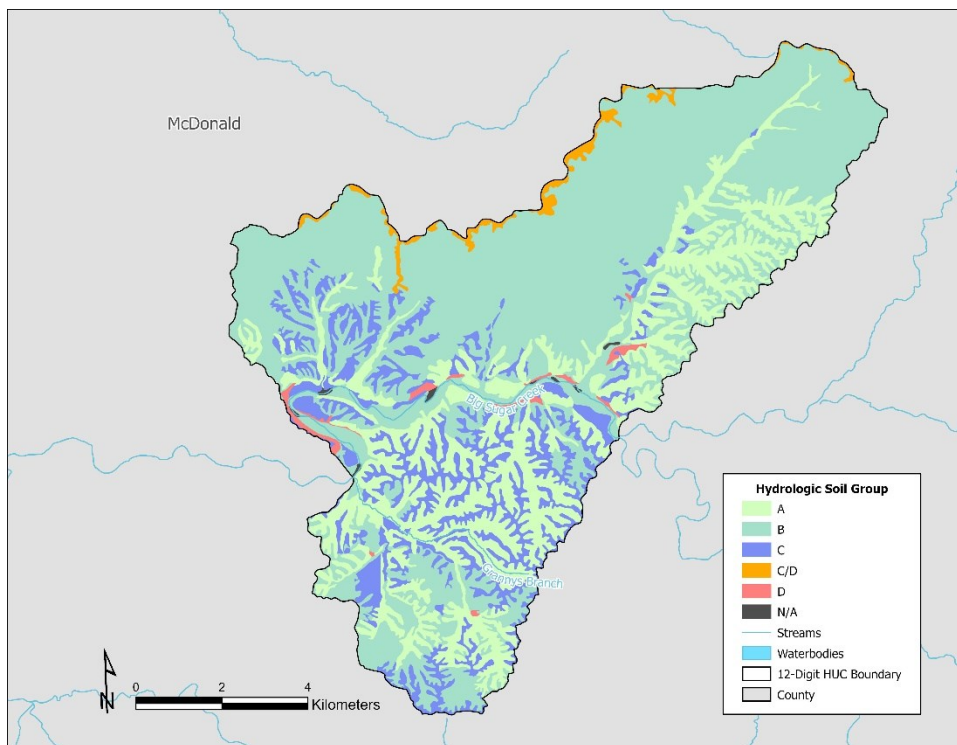 McDonald
Big Sugar Creek
Grannys Branch
Hydrologic Soil Group
A
B
C
C/D
D
N/A
Streams
Waterbodies
12-Digit HUC Boundary
County
N
0 2 4
Kilometers